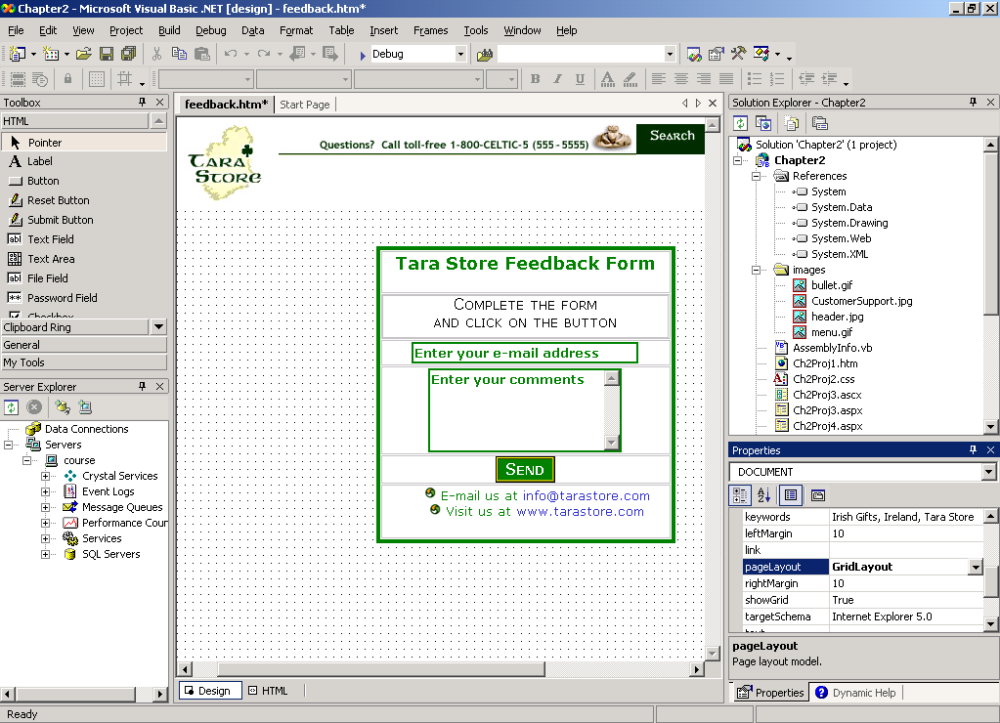 Chapter2 - Microsoft Visual Basic .NET [design] - feedback.htm*
File Edit View Project Build Debug Data Format Table Insert Frames Tools Window Help
Debug
B I U A
Toolbox
HTML
Pointer
Label
Button
Reset Button
Submit Button
Text Field
Text Area
File Field
Password Field
Checkbox
Clipboard Ring
General
My Tools
Server Explorer
Data Connections
Servers
course
Crystal Services
Event Logs
Message Queues
Performance Coun
Services
SQL Servers
feedback.htm* Start Page
TARA
STORE
Questions? Call toll-free 1-800-CELTIC-5 (555-5555)
Search
Tara Store Feedback Form
COMPLETE THE FORM
AND CLICK ON THE BUTTON
Enter your e-mail address
Enter your comments
SEND
E-mail us at info@tarastore.com
Visit us at www.tarastore.com
Design HTML
Solution Explorer - Chapter2
Solution 'Chapter2' (1 project)
Chapter2
References
System
System.Data
System.Drawing
System.Web
System.XML
images
bullet.gif
CustomerSupport.jpg
header.jpg
menu.gif
AssemblyInfo.vb
Ch2Proj1.htm
Ch2Proj2.css
Ch2Proj3.ascx
Ch2Proj3.aspx
Ch2Proj4.aspx
Properties
DOCUMENT
keywords Irish Gifts, Ireland, Tara Store
leftMargin 10
link
pageLayout GridLayout
rightMargin 10
showGrid True
targetSchema Internet Explorer 5.0
pageLayout
Page layout model.
Properties Dynamic Help
Ready